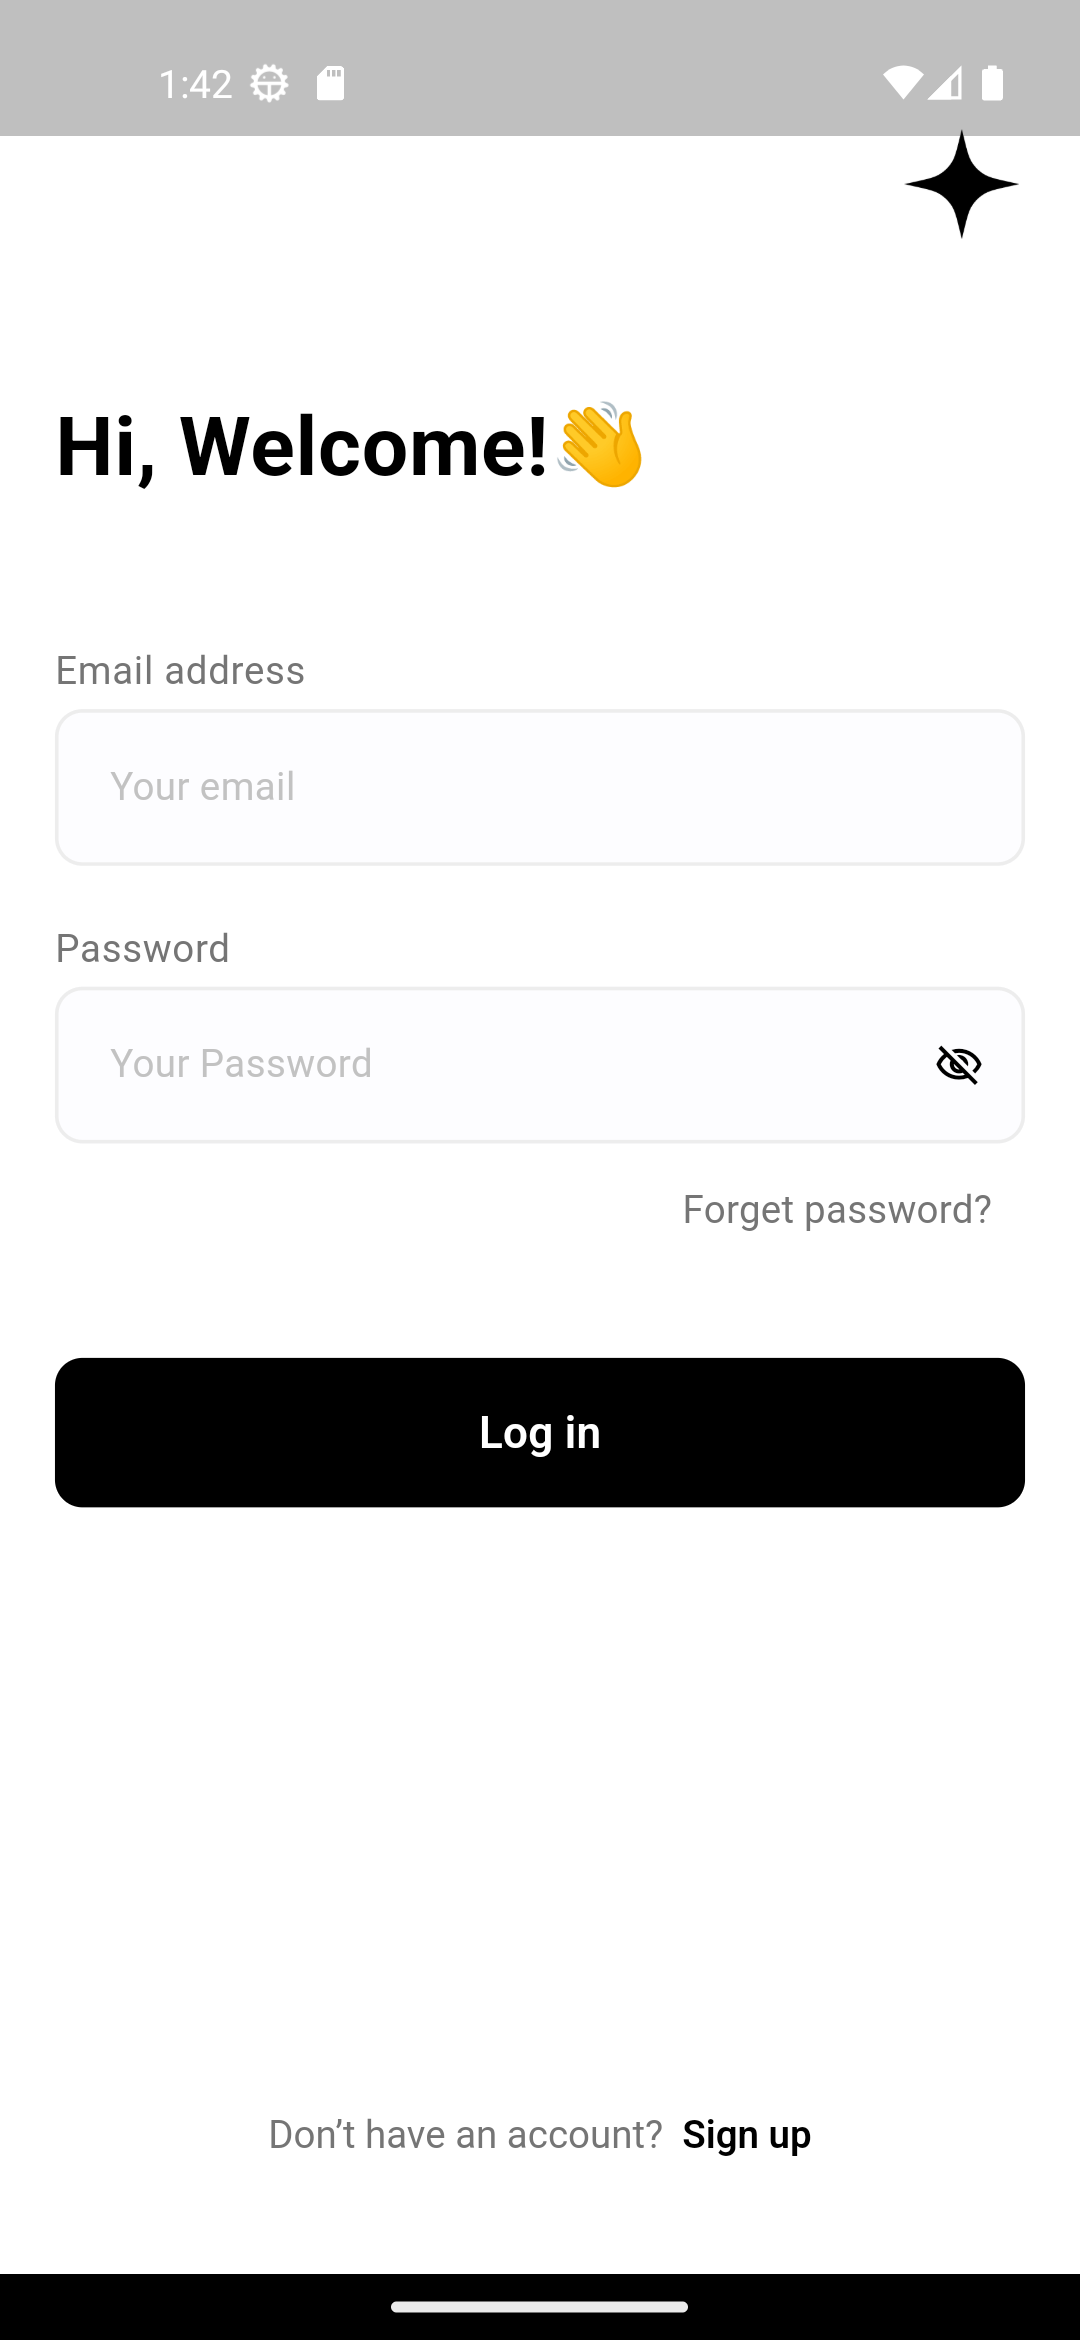 1:42
Hi, Welcome!👋
Email address
Your email
Password
Your Password
Forget password?
Log in
Don’t have an account? Sign up